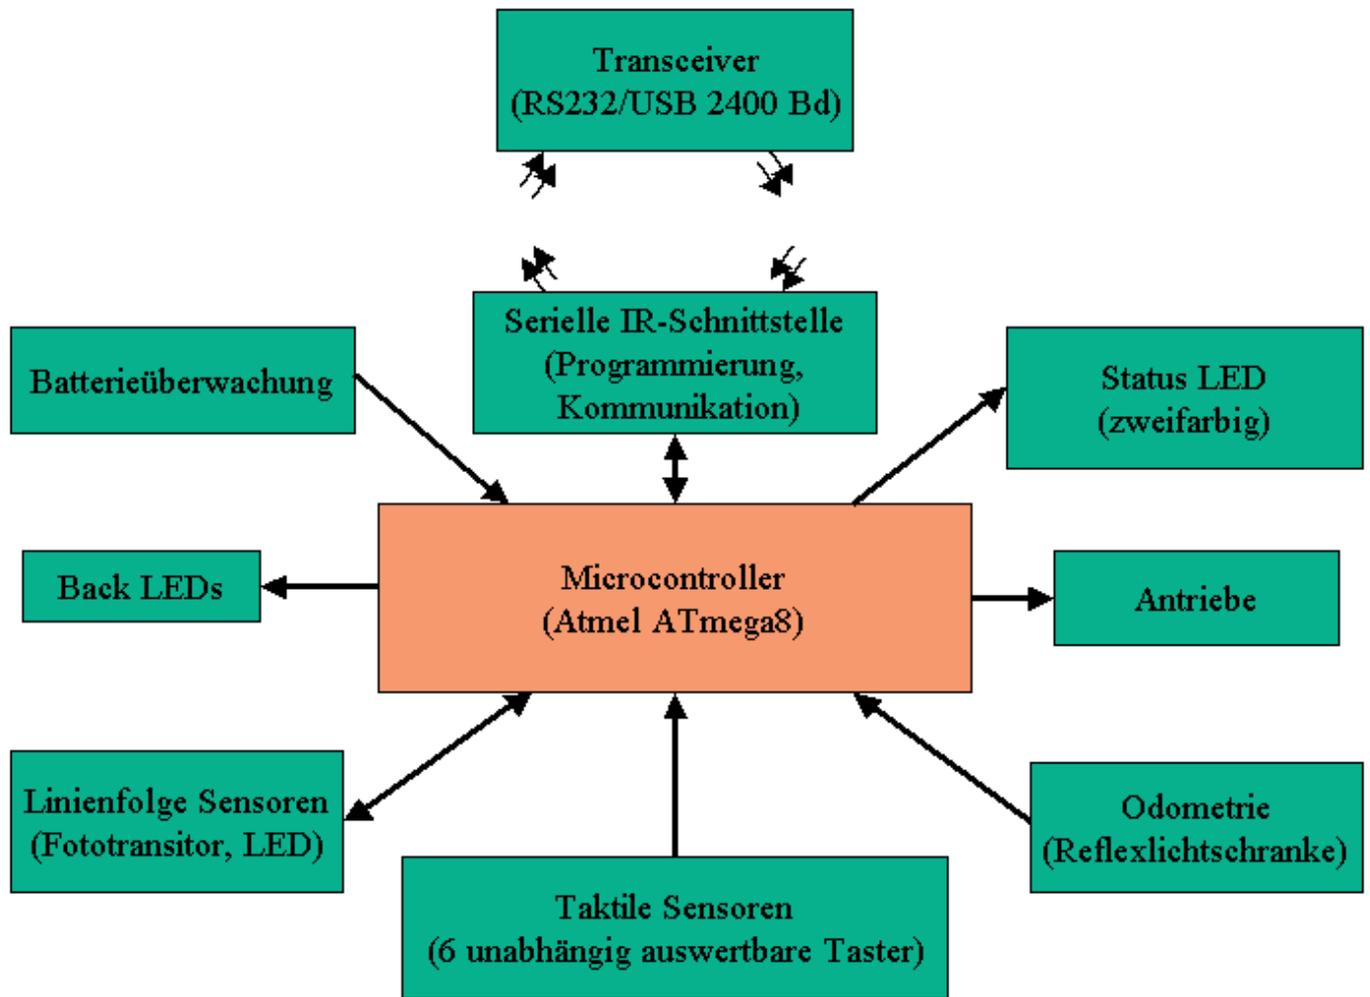 Transceiver
(RS232/USB 2400 Bd)
Serielle IR-Schnittstelle
(Programmierung,
Kommunikation)
Batterieüberwachung
Status LED
(zweifarbig)
Back LEDs
Microcontroller
(Atmel ATmega8)
Antriebe
Linienfolge Sensoren
(Fototransitor, LED)
Odometrie
(Reflexlichtschranke)
Taktile Sensoren
(6 unabhängig auswertbare Taster)